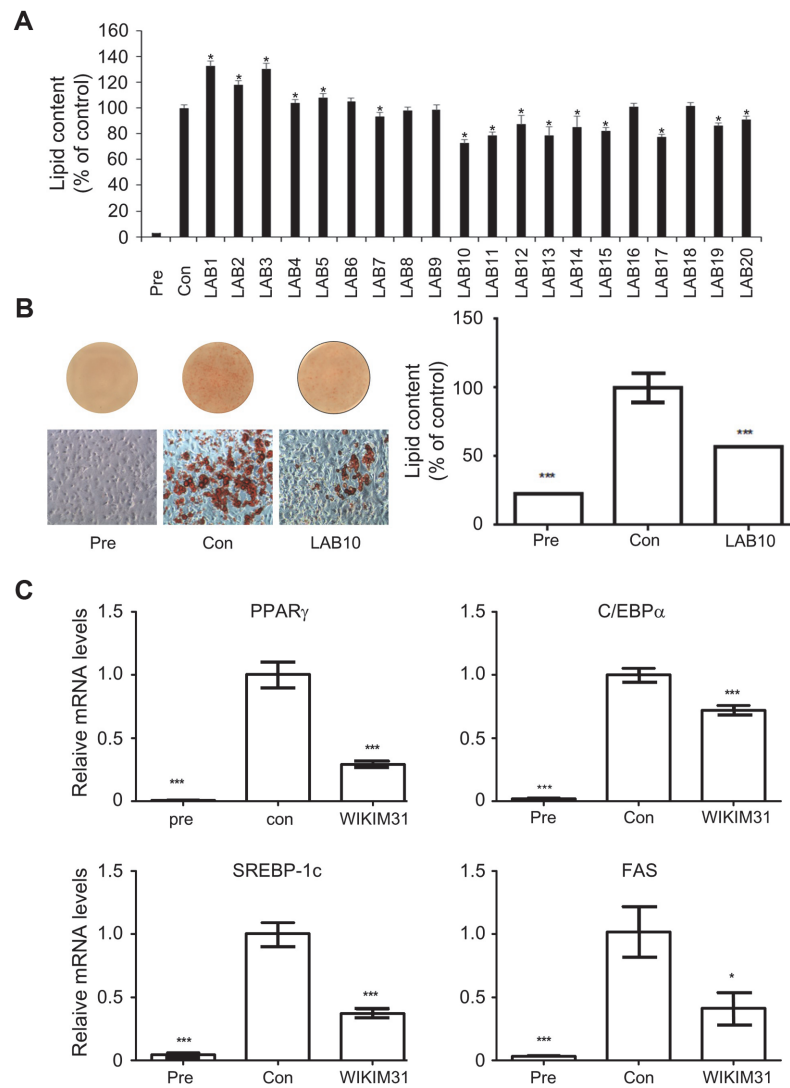 A
Lipid content
(% of control)
160
140
120
100
80
60
40
20
0
* * * * * * * * * * * * * * *
Pre Con LAB1 LAB2 LAB3 LAB4 LAB5 LAB6 LAB7 LAB8 LAB9 LAB10 LAB11 LAB12 LAB13 LAB14 LAB15 LAB16 LAB17 LAB18 LAB19 LAB20
B
Pre Con LAB10
Lipid content
(% of control)
150
100
50
0
*** ***
Pre Con LAB10
C
PPARγ
Relaive mRNA levels
1.5
1.0
0.5
0
*** ***
pre con WIKIM31
C/EBPα
1.5
1.0
0.5
0
*** ***
Pre Con WIKIM31
SREBP-1c
Relaive mRNA levels
1.5
1.0
0.5
0
*** ***
Pre Con WIKIM31
FAS
1.5
1.0
0.5
0
*** *
Pre Con WIKIM31